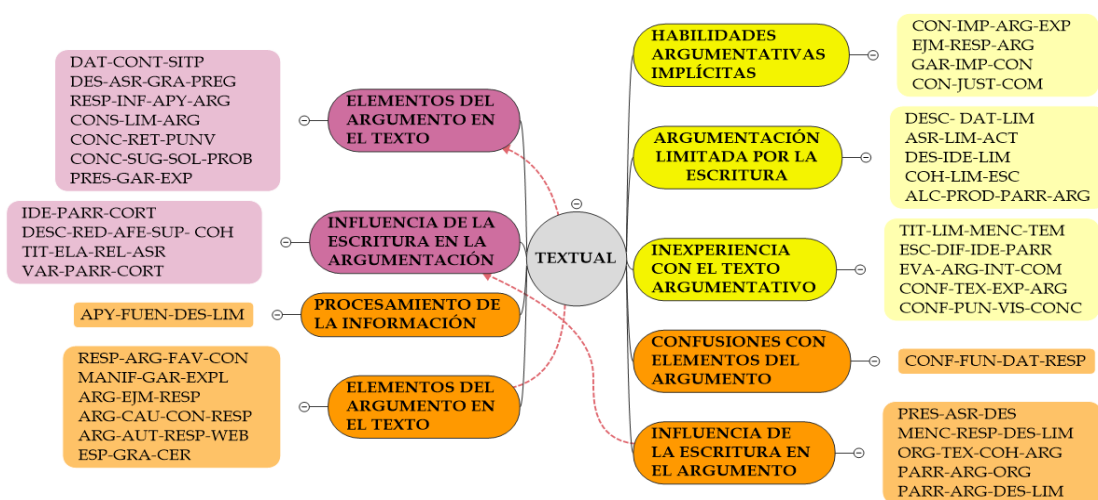 DAT-CONT-SITP
DES-ASR-GRA-PREG
RESP-INF-APY-ARG
CONS-LIM-ARG
CONC-RET-PUNV
CONC-SUG-SOL-PROB
PRES-GAR-EXP
ELEMENTOS DEL
ARGUMENTO EN
EL TEXTO
IDE-PARR-CORT
DESC-RED-AFE-SUP- COH
TIT-ELA-REL-ASR
VAR-PARR-CORT
INFLUENCIA DE LA
ESCRITURA EN LA
ARGUMENTACIÓN
APY-FUEN-DES-LIM
PROCESAMIENTO DE
LA INFORMACIÓN
RESP-ARG-FAV-CON
MANIF-GAR-EXPL
ARG-EJM-RESP
ARG-CAU-CON-RESP
ARG-AUT-RESP-WEB
ESP-GRA-CER
ELEMENTOS DEL
ARGUMENTO EN
EL TEXTO
TEXTUAL
HABILIDADES
ARGUMENTATIVAS
IMPLÍCITAS
CON-IMP-ARG-EXP
EJM-RESP-ARG
GAR-IMP-CON
CON-JUST-COM
ARGUMENTACIÓN
LIMITADA POR LA
ESCRITURA
DESC- DAT-LIM
ASR-LIM-ACT
DES-IDE-LIM
COH-LIM-ESC
ALC-PROD-PARR-ARG
INEXPERIENCIA
CON EL TEXTO
ARGUMENTATIVO
TIT-LIM-MENC-TEM
ESC-DIF-IDE-PARR
EVA-ARG-INT-COM
CONF-TEX-EXP-ARG
CONF-PUN-VIS-CONC
CONFUSIONES CON
ELEMENTOS DEL
ARGUMENTO
CONF-FUN-DAT-RESP
INFLUENCIA DE
LA ESCRITURA EN
EL ARGUMENTO
PRES-ASR-DES
MENC-RESP-DES-LIM
ORG-TEX-COH-ARG
PARR-ARG-ORG
PARR-ARG-DES-LIM